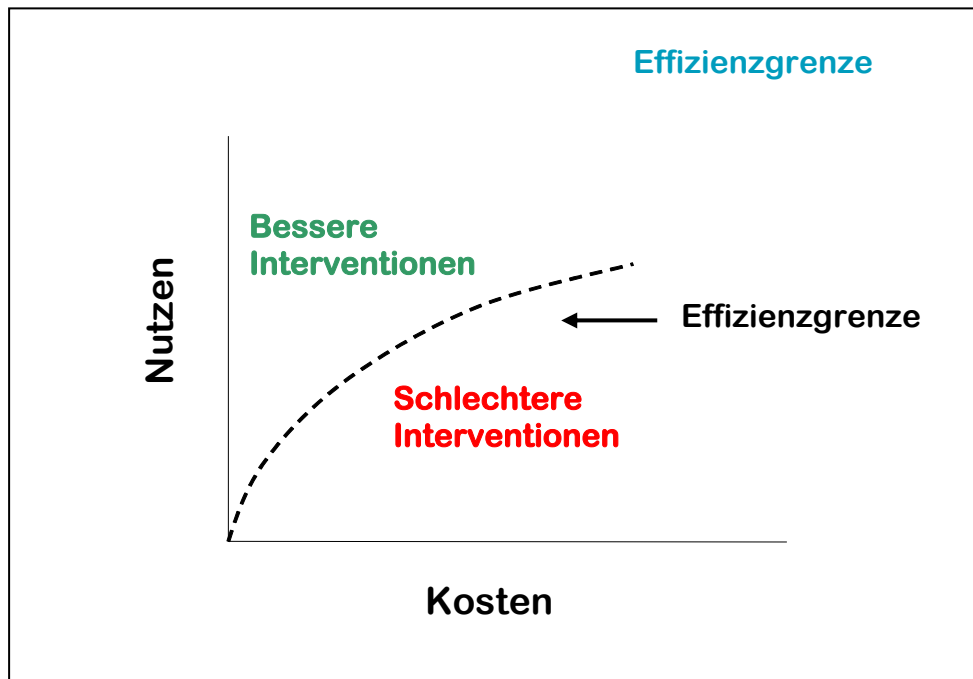 Effizienzgrenze
Bessere
Interventionen
Nutzen
Effizienzgrenze
Schlechtere
Interventionen
Kosten